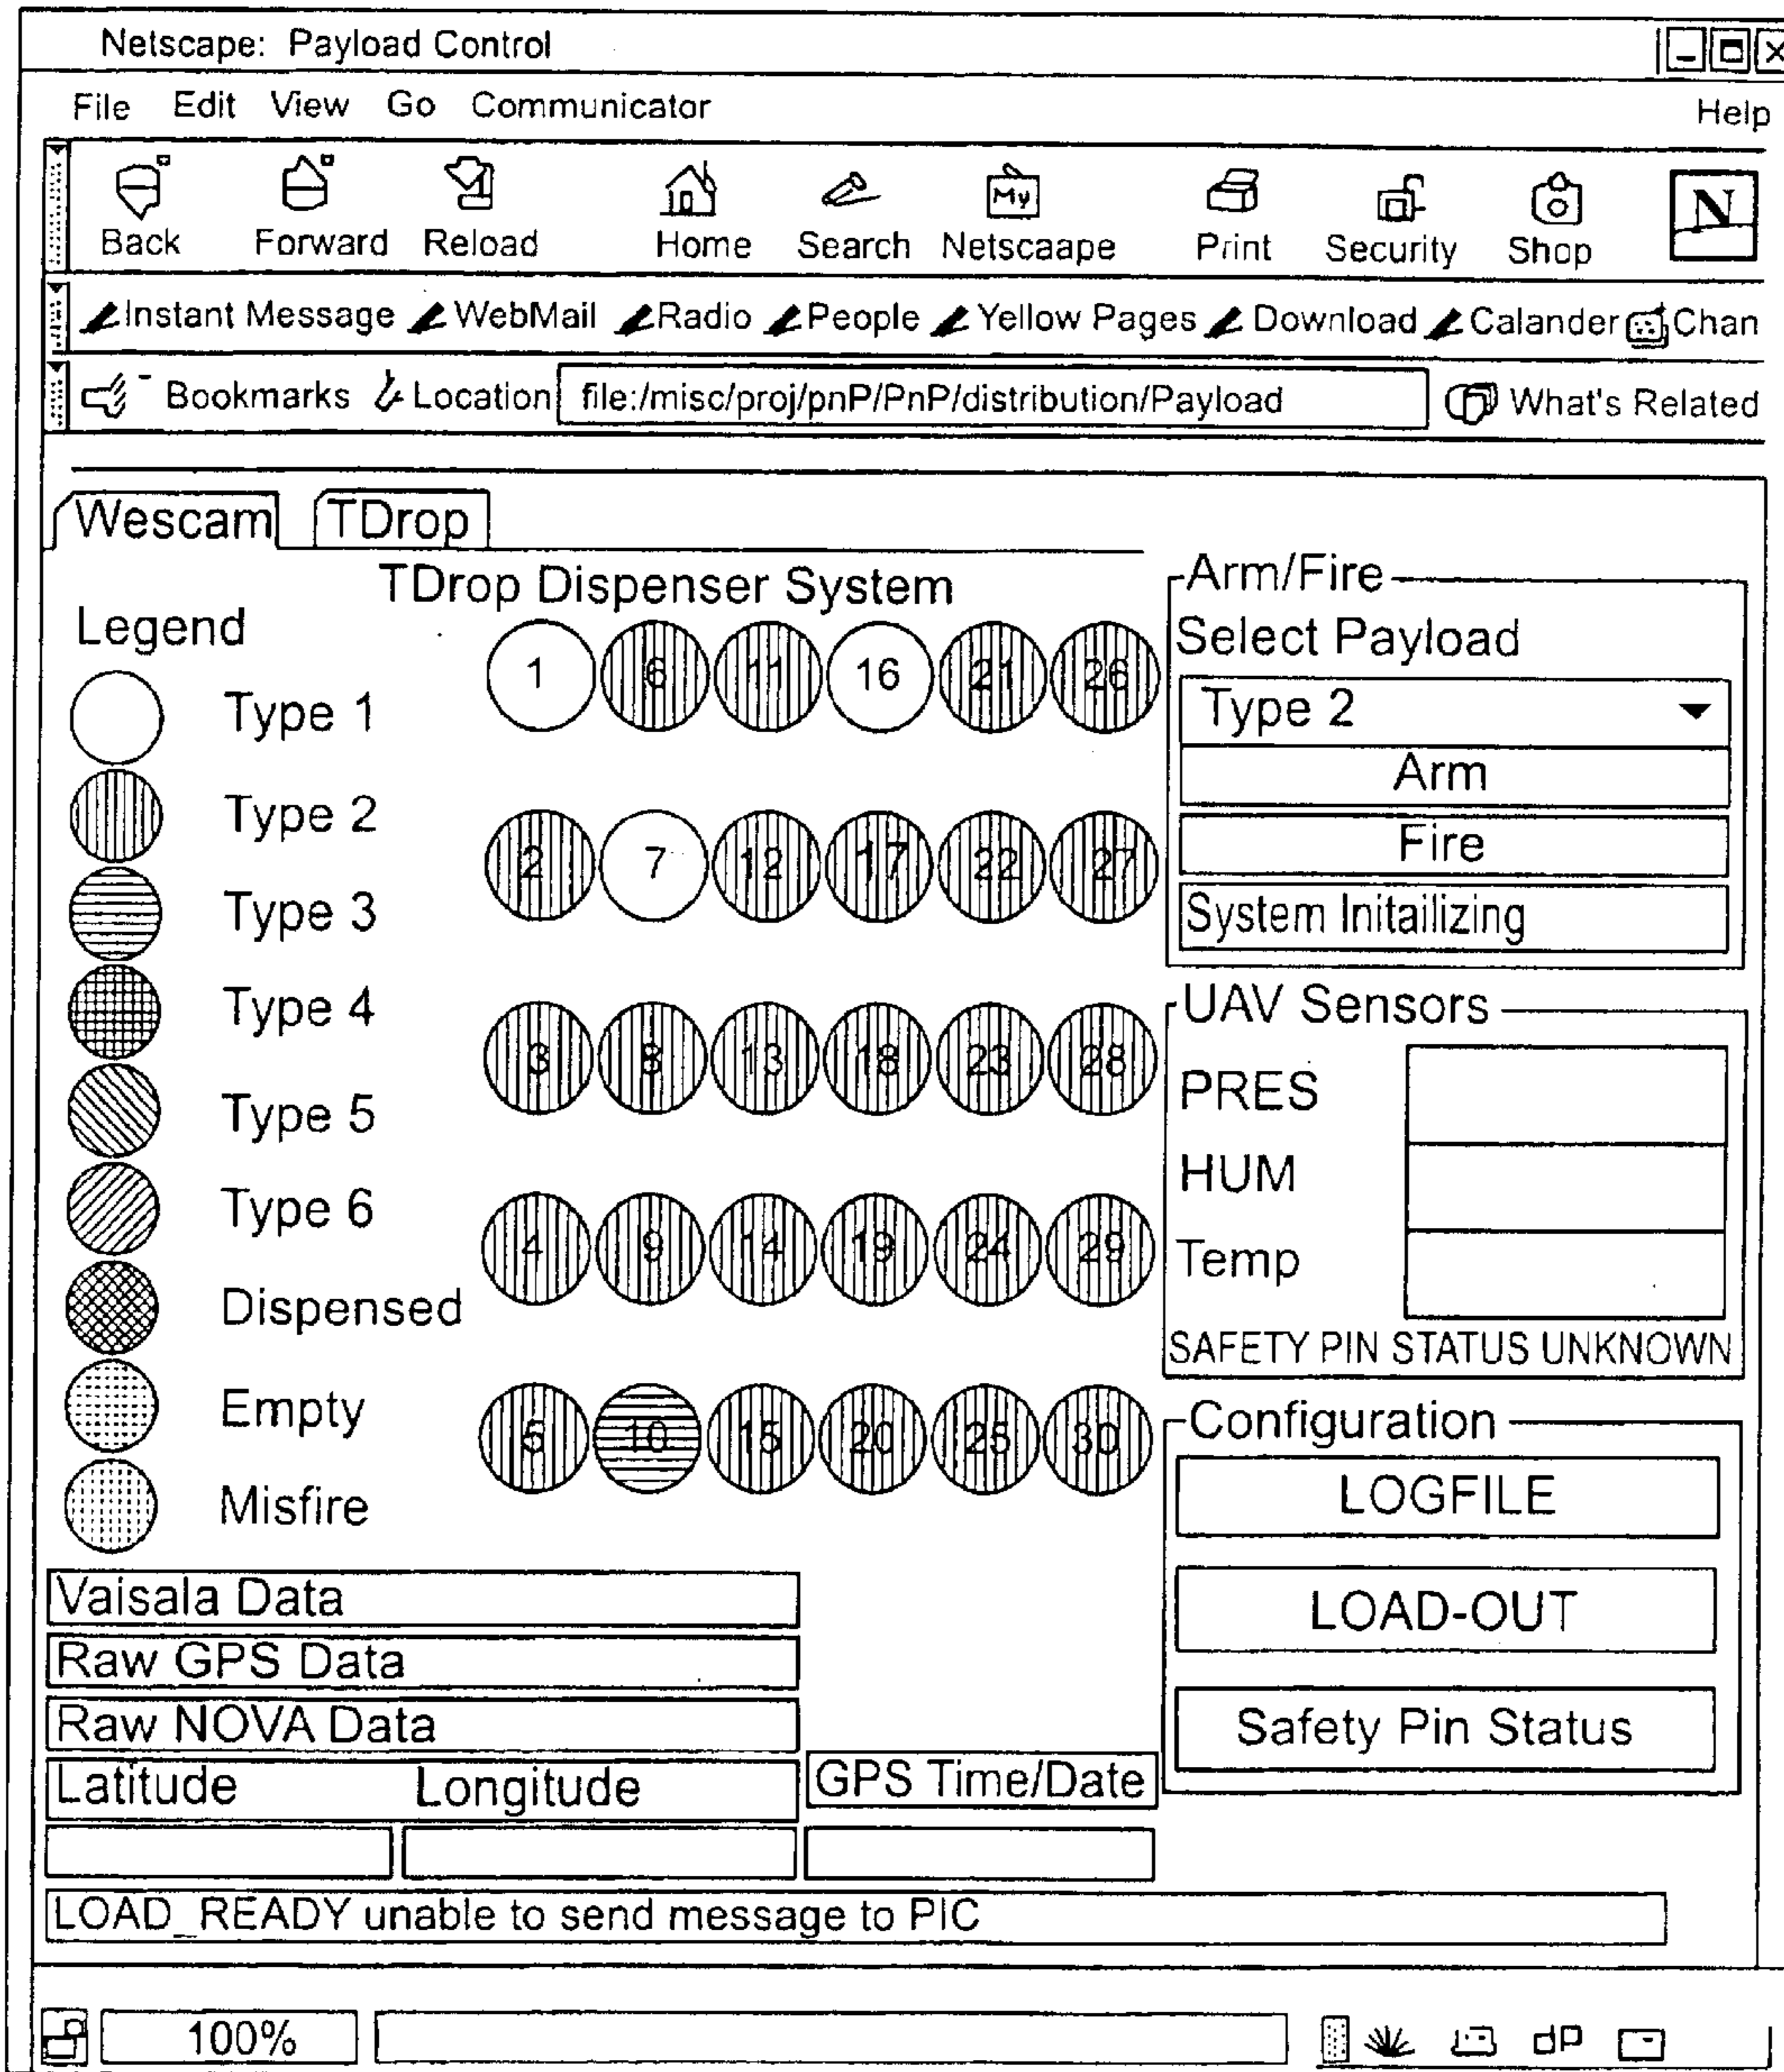 Netscape: Payload Control
File Edit View Go Communicator Help
Back Forward Reload Home Search My Netscaape Print Security Shop N
Instant Message WebMail Radio People Yellow Pages Download Calander Chan
Bookmarks Location file:/misc/proj/pnP/PnP/distribution/Payload What's Related
Wescam TDrop
TDrop Dispenser System
Legend
Type 1
Type 2
Type 3
Type 4
Type 5
Type 6
Dispensed
Empty
Misfire
1 6 11 16 21 26
2 7 12 17 22 27
3 8 13 18 23 28
4 9 14 19 24 29
5 10 15 20 25 30
Arm/Fire
Select Payload
Type 2
Arm
Fire
System Initailizing
UAV Sensors
PRES
HUM
Temp
SAFETY PIN STATUS UNKNOWN
Configuration
LOGFILE
LOAD-OUT
Safety Pin Status
Vaisala Data
Raw GPS Data
Raw NOVA Data
Latitude Longitude GPS Time/Date
LOAD_READY unable to send message to PIC
100%